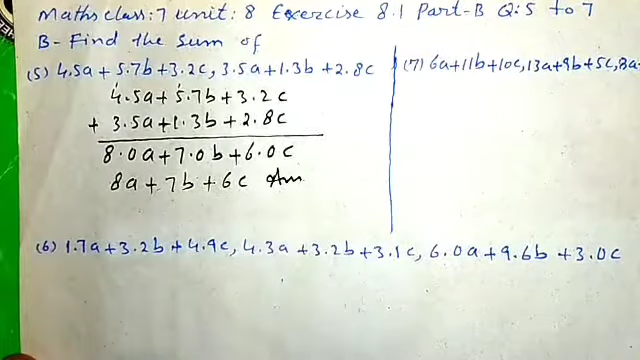 Maths class:7 unit:8 Exercise 8.1 Part-B Q:5 to 7
B- Find the sum of
(5) 4.5a+5.7b+3.2c, 3.5a+1.3b+2.8c
4.5a+5.7b+3.2c
+ 3.5a+1.3b+2.8c
8.0a+7.0b+6.0c
8a+7b+6c Ans
(7) 6a+11b+10c, 13a+9b+5c, 8a+
(6) 1.7a+3.2b+4.9c, 4.3a+3.2b+3.1c, 6.0a+9.6b+3.0c